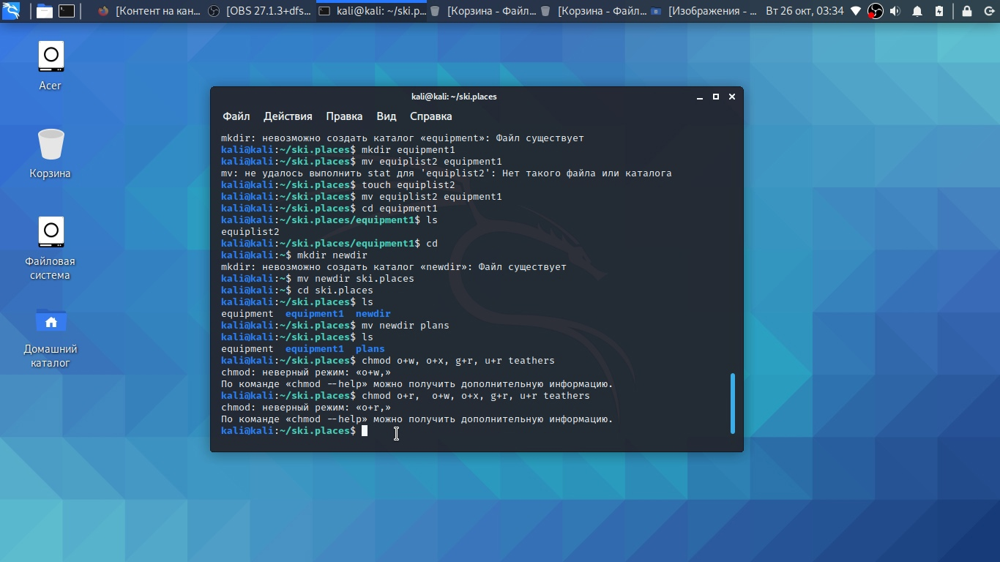 [Контент на кан...
[OBS 27.1.3+dfs...
kali@kali: ~/ski.p...
[Корзина - Файл...
[Корзина - Файл...
[Изображения - ...
Вт 26 окт, 03:34
Acer
Корзина
Файловая
система
Домашний
каталог
kali@kali: ~/ski.places
Файл Действия Правка Вид Справка
mkdir: невозможно создать каталог «equipment»: Файл существует
kali@kali:~/ski.places$ mkdir equipment1
kali@kali:~/ski.places$ mv equiplist2 equipment1
mv: не удалось выполнить stat для 'equiplist2': Нет такого файла или каталога
kali@kali:~/ski.places$ touch equiplist2
kali@kali:~/ski.places$ mv equiplist2 equipment1
kali@kali:~/ski.places$ cd equipment1
kali@kali:~/ski.places/equipment1$ ls
equiplist2
kali@kali:~/ski.places/equipment1$ cd
kali@kali:~$ mkdir newdir
mkdir: невозможно создать каталог «newdir»: Файл существует
kali@kali:~$ mv newdir ski.places
kali@kali:~$ cd ski.places
kali@kali:~/ski.places$ ls
equipment  equipment1  newdir
kali@kali:~/ski.places$ mv newdir plans
kali@kali:~/ski.places$ ls
equipment  equipment1  plans
kali@kali:~/ski.places$ chmod o+w, o+x, g+r, u+r teathers
chmod: неверный режим: «o+w,»
По команде «chmod --help» можно получить дополнительную информацию.
kali@kali:~/ski.places$ chmod o+r,  o+w, o+x, g+r, u+r teathers
chmod: неверный режим: «o+r,»
По команде «chmod --help» можно получить дополнительную информацию.
kali@kali:~/ski.places$